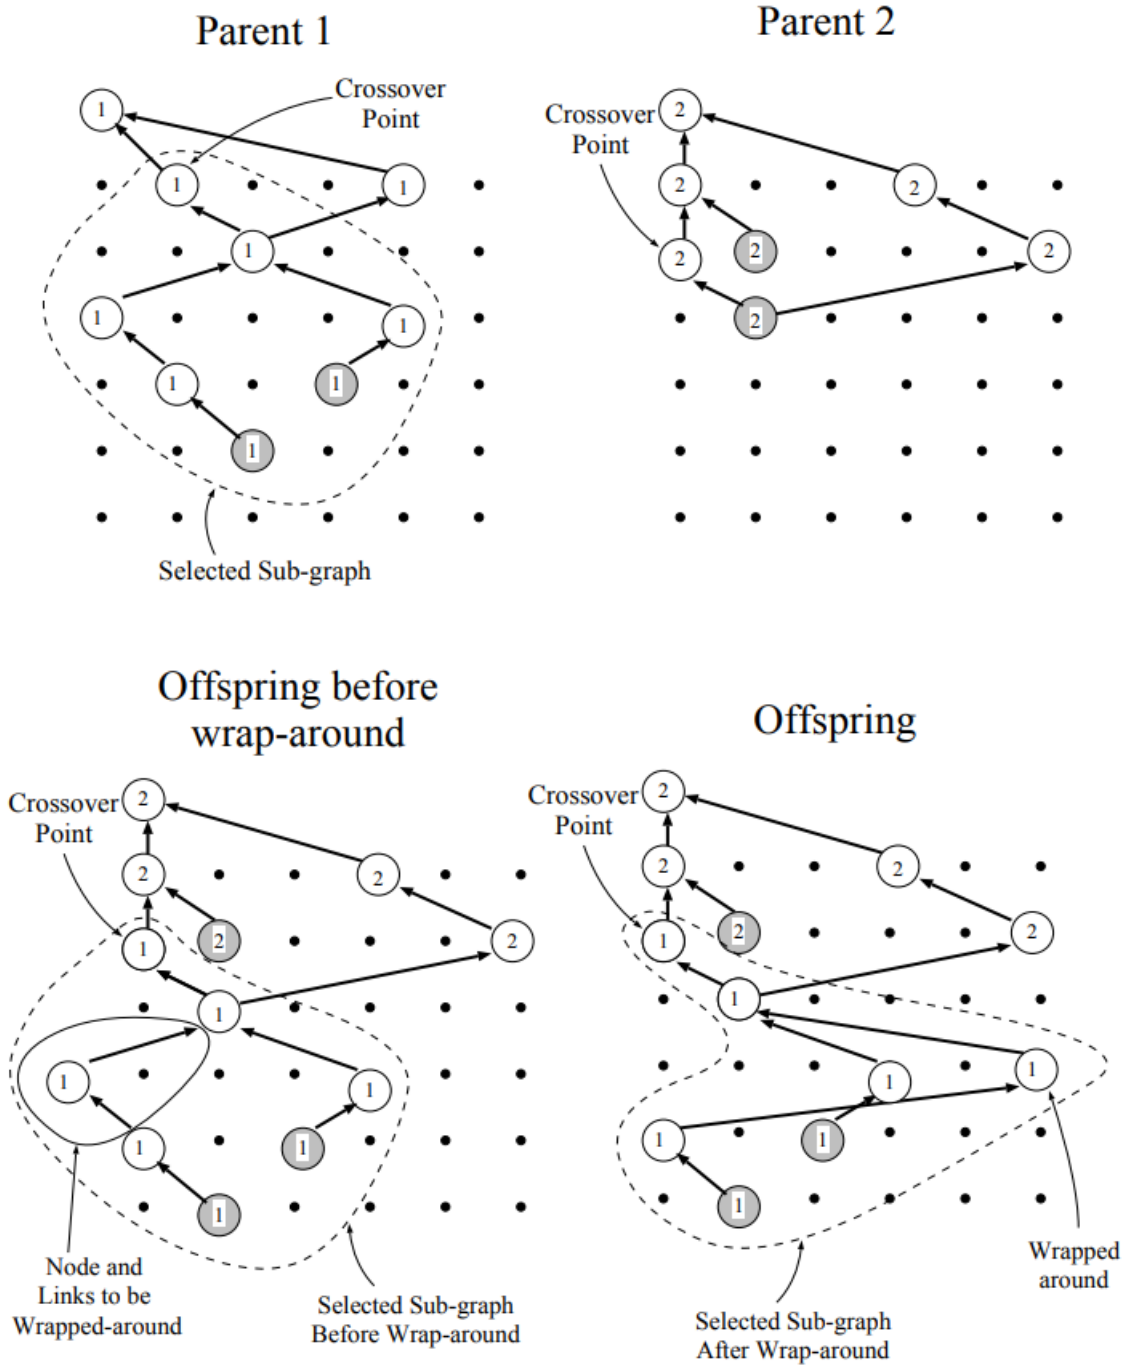 Parent 1
Parent 2
Crossover
Point
Crossover
Point
1
1
1
1
1
1
1
1
1
2
2
2
2
2
2
2
Selected Sub-graph
Offspring before
wrap-around
Offspring
Crossover
Point
2
2
2
1
2
2
1
1
1
1
1
1
Node and
Links to be
Wrapped-around
Selected Sub-graph
Before Wrap-around
Crossover
Point
2
2
2
1
2
2
1
1
1
1
1
1
Wrapped
around
Selected Sub-graph
After Wrap-around